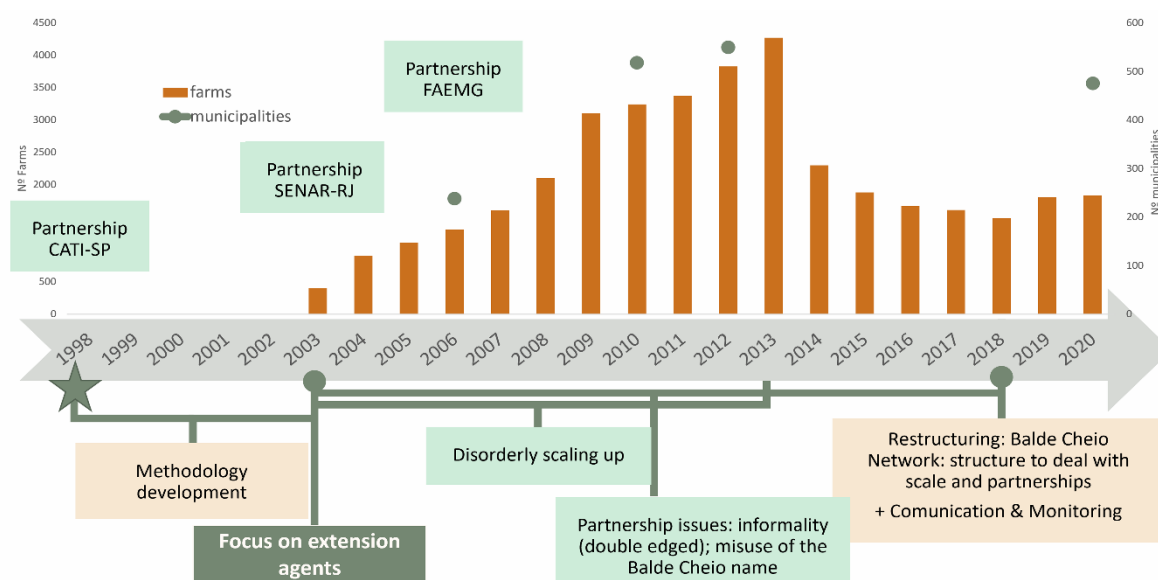 4500
4000
3500
3000
2500
2000
500
0
Nº Farms
600
500
400
300
200
100
0
Nº municipalities
farms
municipalities
Partnership
FAEMG
Partnership
SENAR-RJ
Partnership
CATI-SP
1998
1999
2000
2001
2002
2003
2004
2005
2006
2007
2008
2009
2010
2011
2012
2013
2014
2015
2016
2017
2018
2019
2020
Methodology
development
Disorderly scaling up
Restructuring: Balde Cheio
Network: structure to deal with
scale and partnerships
+ Comunication & Monitoring
Focus on extension
agents
Partnership issues: informality
(double edged); misuse of the
Balde Cheio name